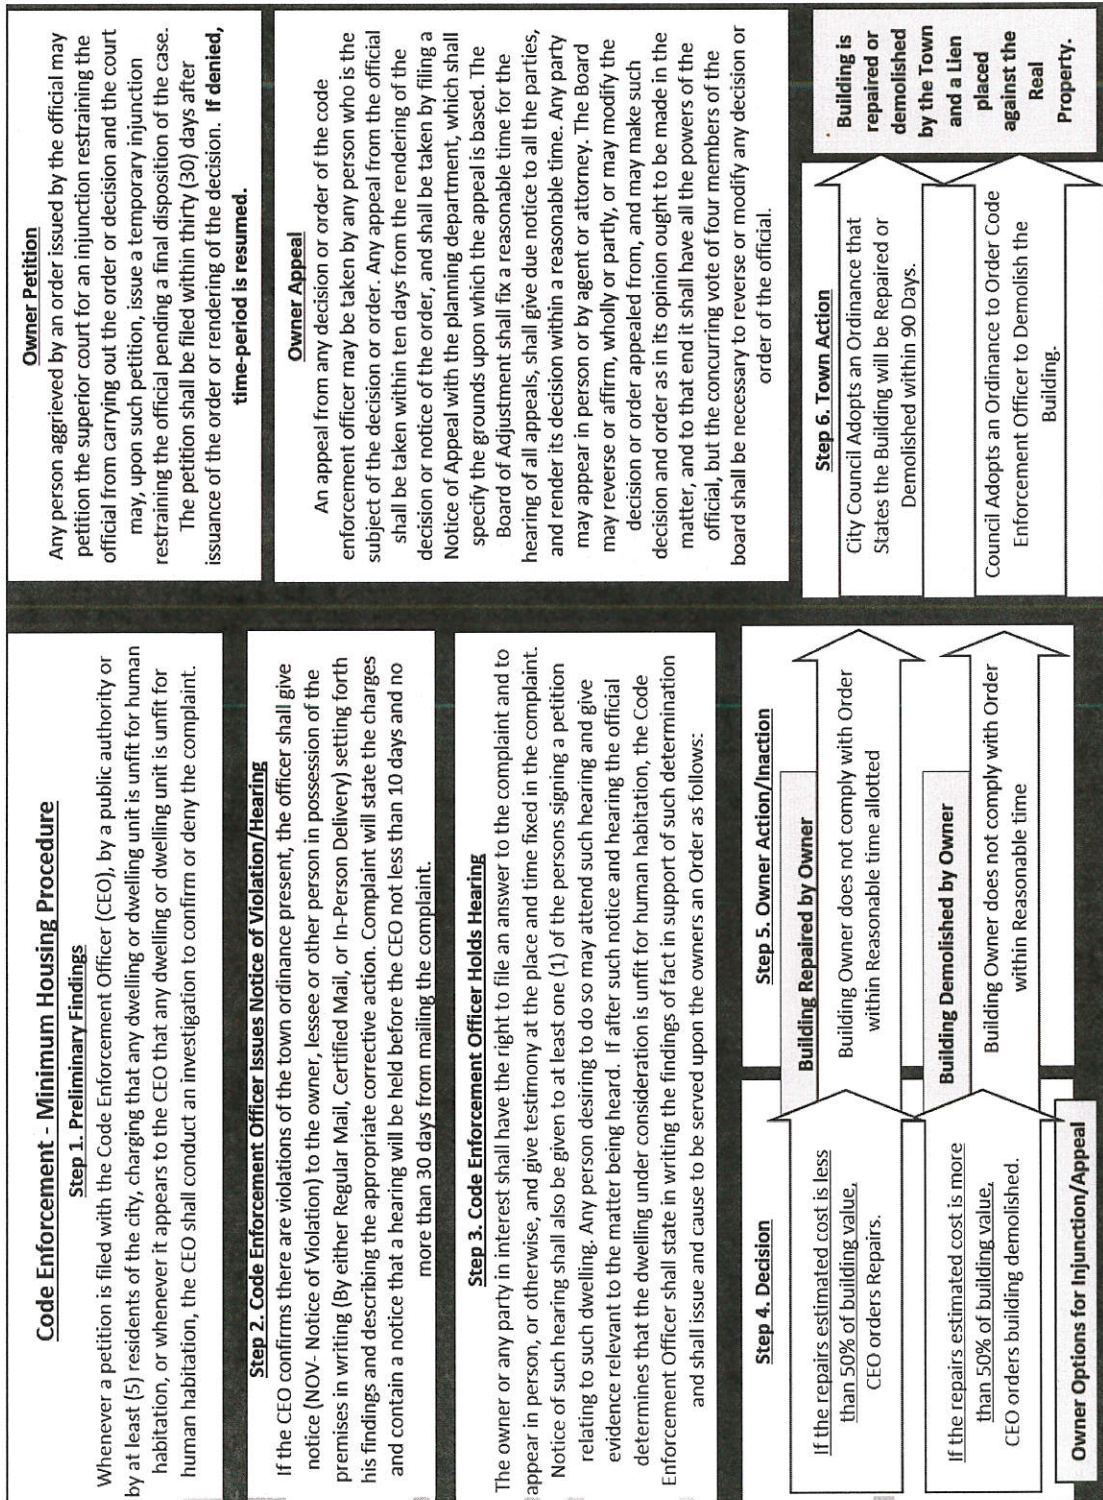 Code Enforcement - Minimum Housing Procedure
Step 1. Preliminary Findings
Whenever a petition is filed with the Code Enforcement Officer (CEO), by a public authority or
by at least (5) residents of the city, charging that any dwelling or dwelling unit is unfit for human
habitation, or whenever it appears to the CEO that any dwelling or dwelling unit is unfit for
human habitation, the CEO shall conduct an investigation to confirm or deny the complaint.
Step 2. Code Enforcement Officer Issues Notice of Violation/Hearing
If the CEO confirms there are violations of the town ordinance present, the officer shall give
notice (NOV- Notice of Violation) to the owner, lessee or other person in possession of the
premises in writing (By either Regular Mail, Certified Mail, or In-Person Delivery) setting forth
his findings and describing the appropriate corrective action. Complaint will state the charges
and contain a notice that a hearing will be held before the CEO not less than 10 days and no
more than 30 days from mailing the complaint.
Step 3. Code Enforcement Officer Holds Hearing
The owner or any party in interest shall have the right to file an answer to the complaint and to
appear in person, or otherwise, and give testimony at the place and time fixed in the complaint.
Notice of such hearing shall also be given to at least one (1) of the persons signing a petition
relating to such dwelling. Any person desiring to do so may attend such hearing and give
evidence relevant to the matter being heard. If after such notice and hearing the official
determines that the dwelling under consideration is unfit for human habitation, the Code
Enforcement Officer shall state in writing the findings of fact in support of such determination
and shall issue and cause to be served upon the owners an Order as follows:
Step 4. Decision
If the repairs estimated cost is less
than 50% of building value,
CEO orders Repairs.
If the repairs estimated cost is more
than 50% of building value,
CEO orders building demolished.
Owner Options for Injunction/Appeal
Step 5. Owner Action/Inaction
Building Repaired by Owner
Building Owner does not comply with Order
within Reasonable time allotted
Building Demolished by Owner
Building Owner does not comply with Order
within Reasonable time
Owner Petition
Any person aggrieved by an order issued by the official may
petition the superior court for an injunction restraining the
official from carrying out the order or decision and the court
may, upon such petition, issue a temporary injunction
restraining the official pending a final disposition of the case.
The petition shall be filed within thirty (30) days after
issuance of the order or rendering of the decision. If denied,
time-period is resumed.
Owner Appeal
An appeal from any decision or order of the code
enforcement officer may be taken by any person who is the
subject of the decision or order. Any appeal from the official
shall be taken within ten days from the rendering of the
decision or notice of the order, and shall be taken by filing a
Notice of Appeal with the planning department, which shall
specify the grounds upon which the appeal is based. The
Board of Adjustment shall fix a reasonable time for the
hearing of all appeals, shall give due notice to all the parties,
and render its decision within a reasonable time. Any party
may appear in person or by agent or attorney. The Board
may reverse or affirm, wholly or partly, or may modify the
decision or order appealed from, and may make such
decision and order as in its opinion ought to be made in the
matter, and to that end it shall have all the powers of the
official, but the concurring vote of four members of the
board shall be necessary to reverse or modify any decision or
order of the official.
Step 6. Town Action
City Council Adopts an Ordinance that
States the Building will be Repaired or
Demolished within 90 Days.
Council Adopts an Ordinance to Order Code
Enforcement Officer to Demolish the
Building.
Building is
repaired or
demolished
by the Town
and a Lien
placed
against the
Real
Property.